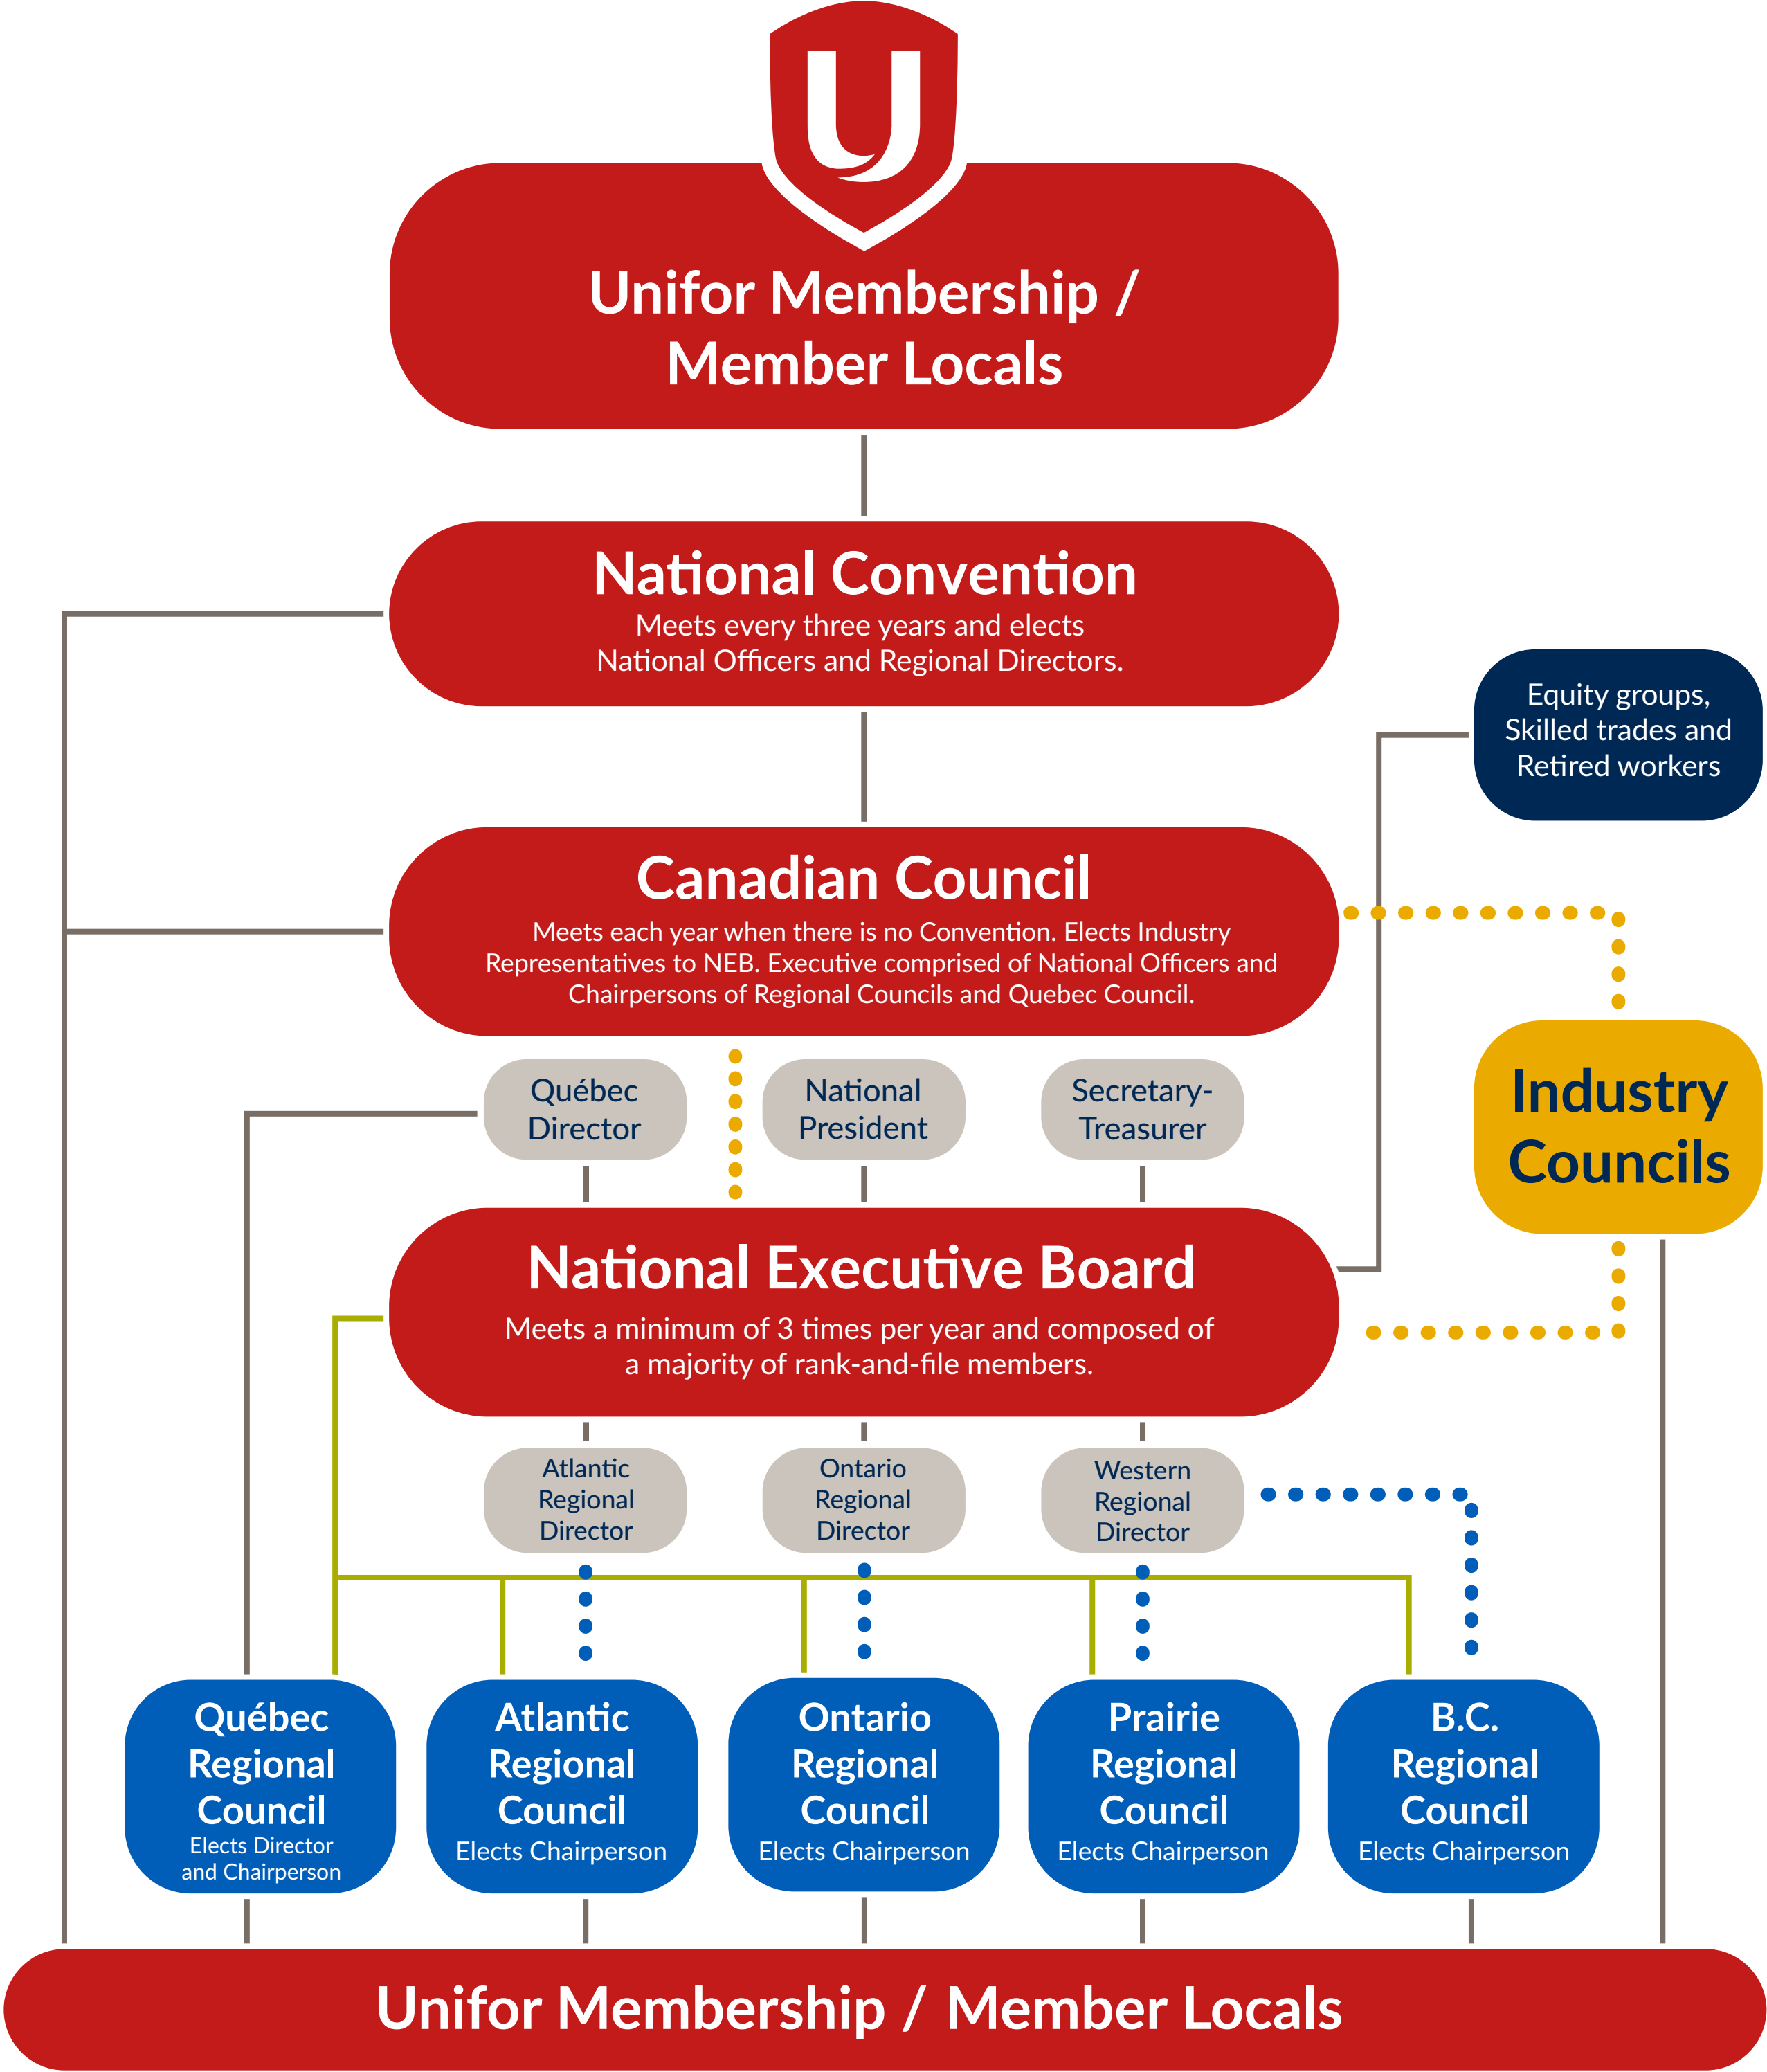 U
Unifor Membership /
Member Locals
National Convention
Meets every three years and elects
National Officers and Regional Directors.
Equity groups,
Skilled trades and
Retired workers
Canadian Council
Meets each year when there is no Convention. Elects Industry
Representatives to NEB. Executive comprised of National Officers and
Chairpersons of Regional Councils and Quebec Council.
Industry
Councils
Québec
Director
National
President
Secretary-
Treasurer
National Executive Board
Meets a minimum of 3 times per year and composed of
a majority of rank-and-file members.
Atlantic
Regional
Director
Ontario
Regional
Director
Western
Regional
Director
Québec
Regional
Council
Elects Director
and Chairperson
Atlantic
Regional
Council
Elects Chairperson
Ontario
Regional
Council
Elects Chairperson
Prairie
Regional
Council
Elects Chairperson
B.C.
Regional
Council
Elects Chairperson
Unifor Membership / Member Locals